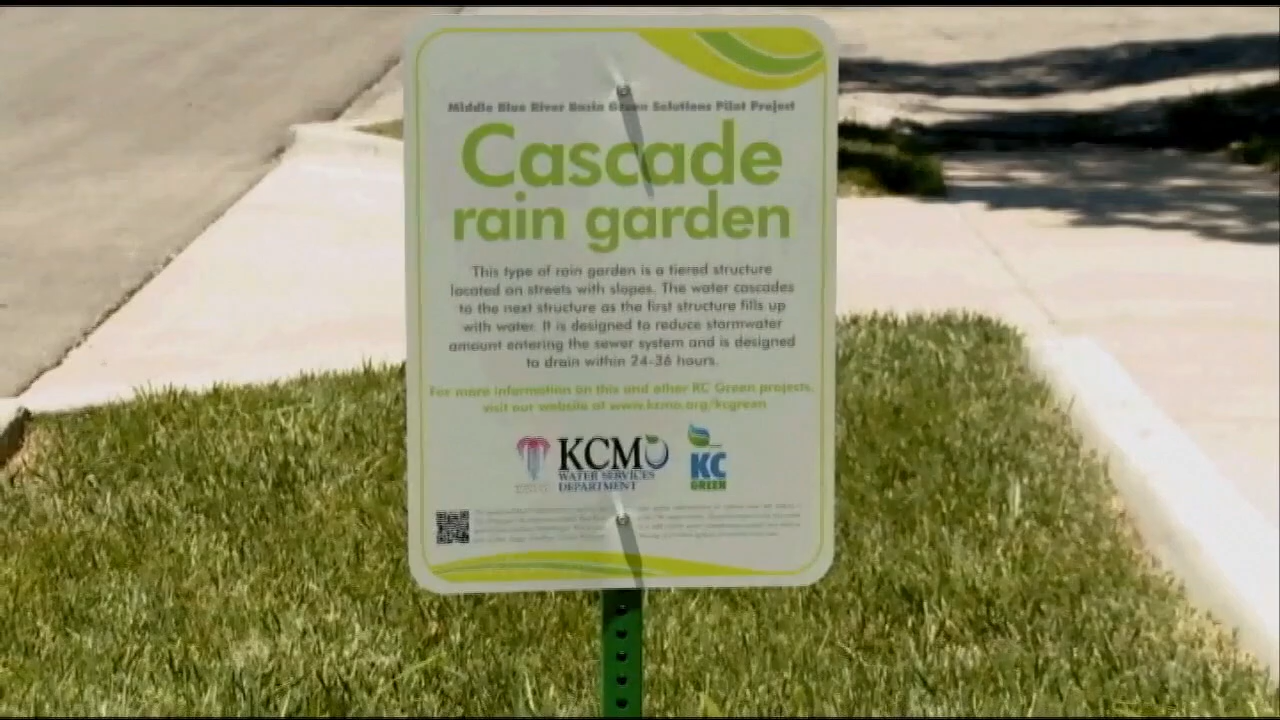 Middle Blue River Basin Green Solutions Pilot Project
Cascade
rain garden
This type of rain garden is a tiered structure
located on streets with slopes. The water cascades
to the next structure as the first structure fills up
with water. It is designed to reduce stormwater
amount entering the sewer system and is designed
to drain within 24-36 hours.
For more information on this and other KC Green projects,
visit our website at www.kcmo.org/kcgreen
KCMO
WATER SERVICES
DEPARTMENT
KC
GREEN